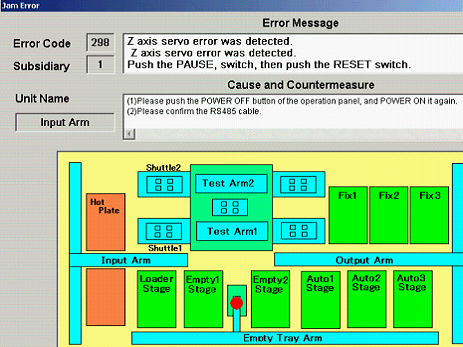 Jam Error
Error Message
Error Code 298
Z axis servo error was detected.
Z axis servo error was detected.
Subsidiary 1
Push the PAUSE, switch, then push the RESET switch.
Cause and Countermeasure
Unit Name
(1)Please push the POWER OFF button of the operation panel, and POWER ON it again.
(2)Please confirm the RS485 cable.
Input Arm
Shuttle2
Test Arm2
Hot
Plate
Fix1 Fix2 Fix3
Test Arm1
Shuttle1
Input Arm
Output Arm
Loader
Stage
Empty1
Stage
Empty2
Stage
Auto1
Stage
Auto2
Stage
Auto3
Stage
Empty Tray Arm